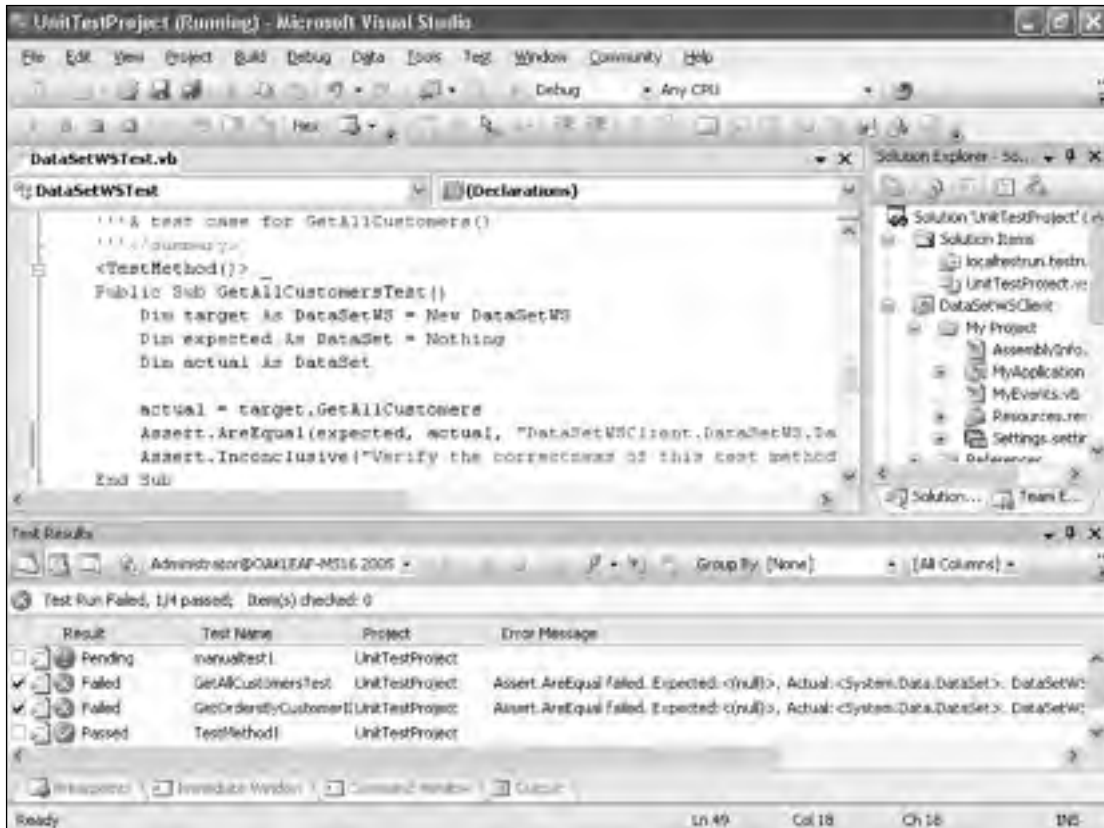 UnitTestProject (Running) - Microsoft Visual Studio
File Edit View Project Build Debug Data Tools Test Window Community Help
Debug Any CPU
Hex
DataSetWSTest.vb
Solution Explorer - So...
DataSetWSTest (Declarations)
'''A test case for GetAllCustomers()
'''</summary>
<TestMethod()> _
Public Sub GetAllCustomersTest()
Dim target As DataSetWS = New DataSetWS
Dim expected As DataSet = Nothing
Dim actual As DataSet
actual = target.GetAllCustomers
Assert.AreEqual(expected, actual, "DataSetWSClient.DataSetWS.Da
Assert.Inconclusive("Verify the correctness of this test method
End Sub
Solution 'UnitTestProject' (
Solution Items
localtestrun.testr
UnitTestProject.vs
DataSetWSClient
My Project
AssemblyInfo.
MyApplication
MyEvents.vb
Resources.res
Settings.settin
References
Solution... Team E...
Test Results
Administrator@OAKLEAF-MS16 2005 Group By: [None] [All Columns]
Test Run Failed, 1/4 passed; Item(s) checked: 0
Result Test Name Project Error Message
Pending manualtest1 UnitTestProject
Failed GetAllCustomersTest UnitTestProject Assert.AreEqual failed. Expected:<(null)>, Actual:<System.Data.DataSet>. DataSetWS
Failed GetOrdersByCustomerI UnitTestProject Assert.AreEqual failed. Expected:<(null)>, Actual:<System.Data.DataSet>. DataSetWS
Passed TestMethod1 UnitTestProject
Breakpoints Immediate Window Command Window Output
Ready Ln 49 Col 18 Ch 18 INS